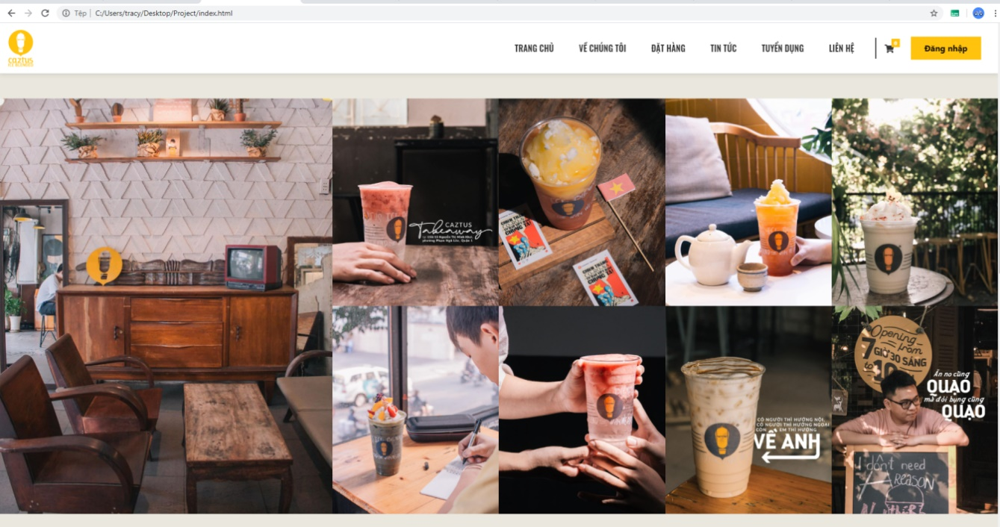 Tệp
C:/Users/tracy/Desktop/Project/index.html
caztus
TRANG CHỦ
VỀ CHÚNG TÔI
ĐẶT HÀNG
TIN TỨC
TUYỂN DỤNG
LIÊN HỆ
0
Đăng nhập
CAZTUS
Takeaway
CÓ NGƯỜI THÌ HƯỚNG NỘI,
CÓ NGƯỜI THÌ HƯỚNG NGOẠI
CÒN EM THÌ HƯỚNG
VỀ ANH
Opening
from
7 GIỜ 30 SÁNG
to
10
Ăn no cũng
QUẠO
mà đói bụng cũng
QUẠO
I don't need
A REASON